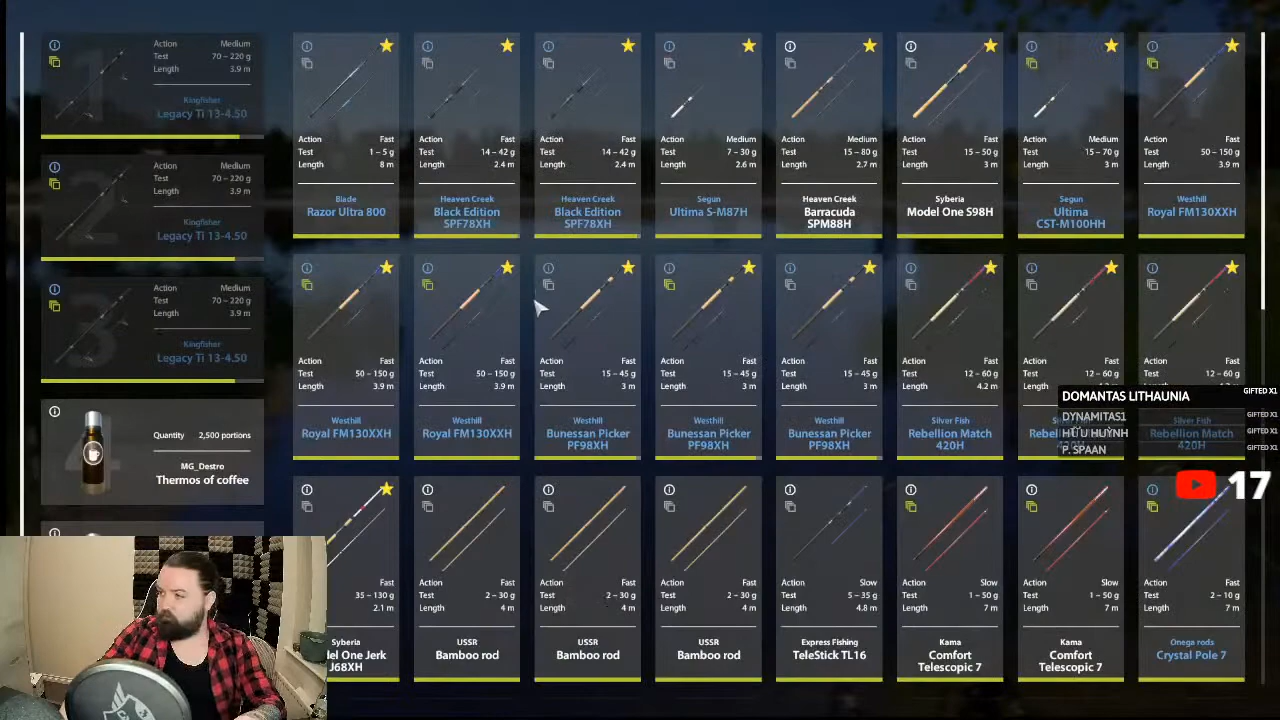 Action Medium
Test 70 – 220 g
Length 3.9 m
Kingfisher
Legacy Ti 13-4.50
1
Action Medium
Test 70 – 220 g
Length 3.9 m
Kingfisher
Legacy Ti 13-4.50
2
Action Medium
Test 70 – 220 g
Length 3.9 m
Kingfisher
Legacy Ti 13-4.50
3
Quantity 2,500 portions
MG_Destro
Thermos of coffee
4
Action Fast
Test 1 – 5 g
Length 8 m
Blade
Razor Ultra 800
Action Fast
Test 14 – 42 g
Length 2.4 m
Heaven Creek
Black Edition
SPF78XH
Action Fast
Test 14 – 42 g
Length 2.4 m
Heaven Creek
Black Edition
SPF78XH
Action Medium
Test 7 – 30 g
Length 2.6 m
Segun
Ultima S-M87H
Action Medium
Test 15 – 80 g
Length 2.7 m
Heaven Creek
Barracuda
SPM88H
Action Fast
Test 15 – 50 g
Length 3 m
Syberia
Model One S98H
Action Medium
Test 15 – 70 g
Length 3 m
Segun
Ultima
CST-M100HH
Action Fast
Test 50 – 150 g
Length 3.9 m
Westhill
Royal FM130XXH
Action Fast
Test 50 – 150 g
Length 3.9 m
Westhill
Royal FM130XXH
Action Fast
Test 50 – 150 g
Length 3.9 m
Westhill
Royal FM130XXH
Action Fast
Test 15 – 45 g
Length 3 m
Westhill
Bunessan Picker
PF98XH
Action Fast
Test 15 – 45 g
Length 3 m
Westhill
Bunessan Picker
PF98XH
Action Fast
Test 15 – 45 g
Length 3 m
Westhill
Bunessan Picker
PF98XH
Action Fast
Test 12 – 60 g
Length 4.2 m
Silver Fish
Rebellion Match
420H
Action Fast
Test 12 – 60 g
Action Fast
Test 12 – 60 g
Silver Fish
Rebellion Match
420H
DOMANTAS LITHAUNIA GIFTED X1
DYNAMITAS1 GIFTED X1
HỮU HUỲNH GIFTED X1
P. SPAAN GIFTED X1
17
Fast
35 – 130 g
2.1 m
Syberia
del One Jerk
J68XH
Action Fast
Test 2 – 30 g
Length 4 m
USSR
Bamboo rod
Action Fast
Test 2 – 30 g
Length 4 m
USSR
Bamboo rod
Action Fast
Test 2 – 30 g
Length 4 m
USSR
Bamboo rod
Action Slow
Test 5 – 35 g
Length 4.8 m
Express Fishing
TeleStick TL16
Action Slow
Test 1 – 50 g
Length 7 m
Kama
Comfort
Telescopic 7
Action Slow
Test 1 – 50 g
Length 7 m
Kama
Comfort
Telescopic 7
Action Fast
Test 2 – 10 g
Length 7 m
Onega rods
Crystal Pole 7